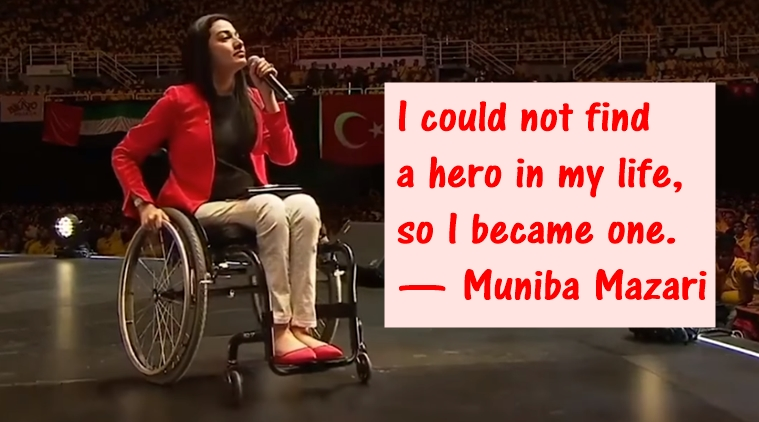 I could not find
a hero in my life,
so I became one.
— Muniba Mazari